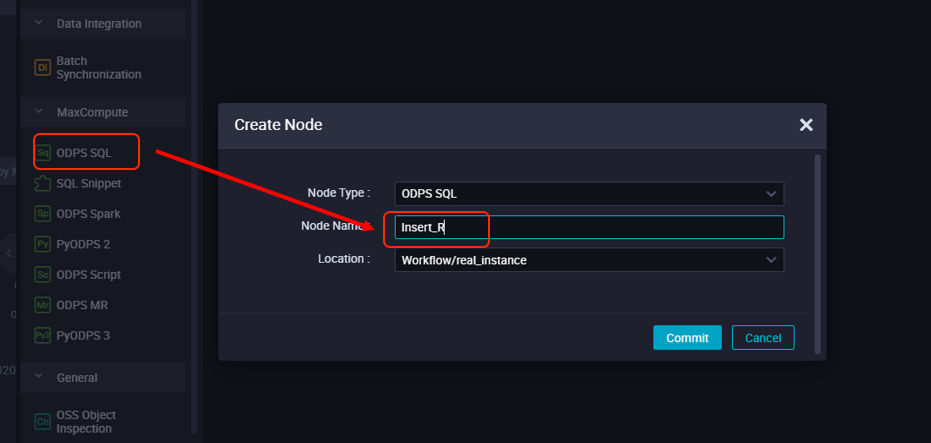 Data Integration
DI
Batch
Synchronization
MaxCompute
Sq
ODPS SQL
SQL Snippet
Sp
ODPS Spark
Py
PyODPS 2
Sc
ODPS Script
Mr
ODPS MR
Py3
PyODPS 3
General
Ch
OSS Object
Inspection
Create Node
Node Type :
ODPS SQL
Node Name :
Insert_R
Location :
Workflow/real_instance
Commit
Cancel